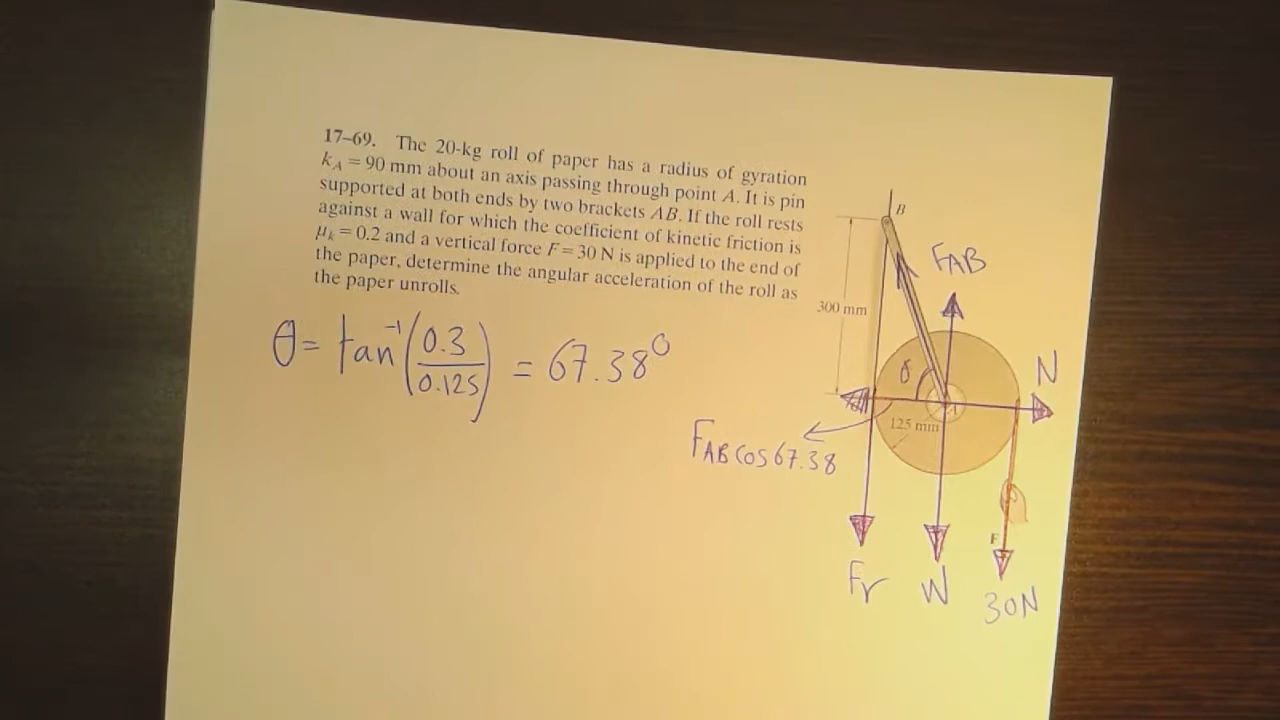 17–69. The 20-kg roll of paper has a radius of gyration
kA = 90 mm about an axis passing through point A. It is pin
supported at both ends by two brackets AB. If the roll rests
against a wall for which the coefficient of kinetic friction is
μk = 0.2 and a vertical force F = 30 N is applied to the end of
the paper, determine the angular acceleration of the roll as
the paper unrolls.
θ = tan⁻¹(0.3/0.125) = 67.38°
B
FAB
300 mm
θ
N
A
125 mm
FAB cos 67.38
F
Fr
W
30N